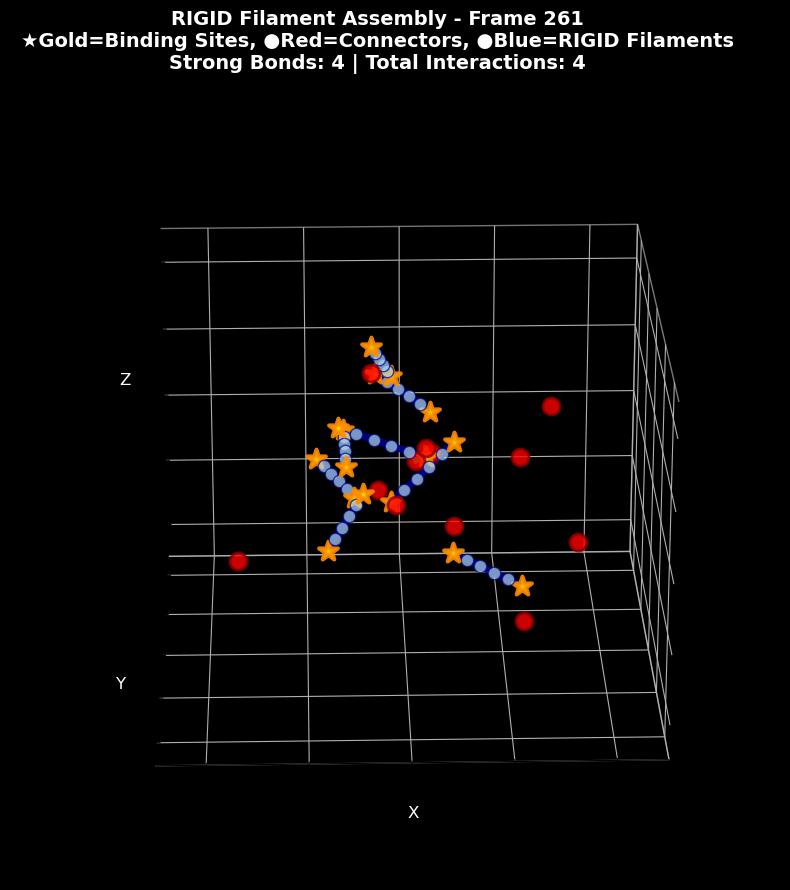 RIGID Filament Assembly - Frame 261
★Gold=Binding Sites, ●Red=Connectors, ●Blue=RIGID Filaments
Strong Bonds: 4 | Total Interactions: 4
Z
Y
X